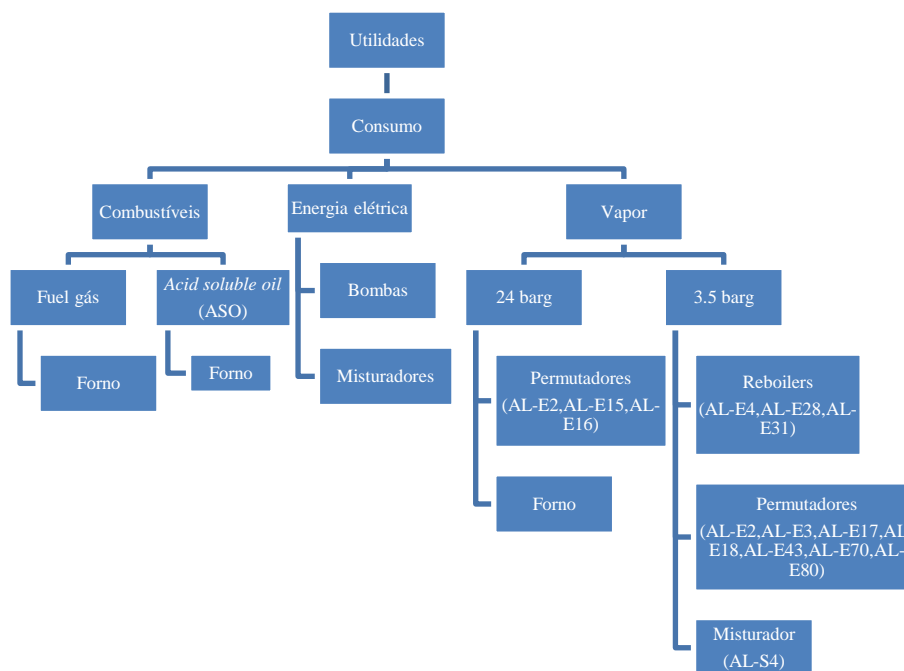 Utilidades
Consumo
Combustíveis
Energia elétrica
Vapor
Fuel gás
Acid soluble oil
(ASO)
Bombas
24 barg
3.5 barg
Forno
Forno
Misturadores
Permutadores
(AL-E2,AL-E15,AL-
E16)
Reboilers
(AL-E4,AL-E28,AL-
E31)
Forno
Permutadores
(AL-E2,AL-E3,AL-E17,AL-
E18,AL-E43,AL-E70,AL-
E80)
Misturador
(AL-S4)